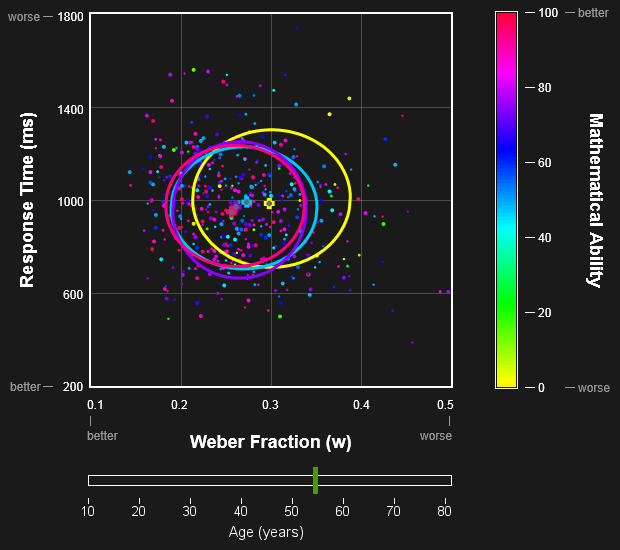 worse
1800
1400
1000
600
200
better
Response Time (ms)
0.1 0.2 0.3 0.4 0.5
better
worse
Weber Fraction (w)
10 20 30 40 50 60 70 80
Age (years)
100
80
60
40
20
0
better
worse
Mathematical Ability